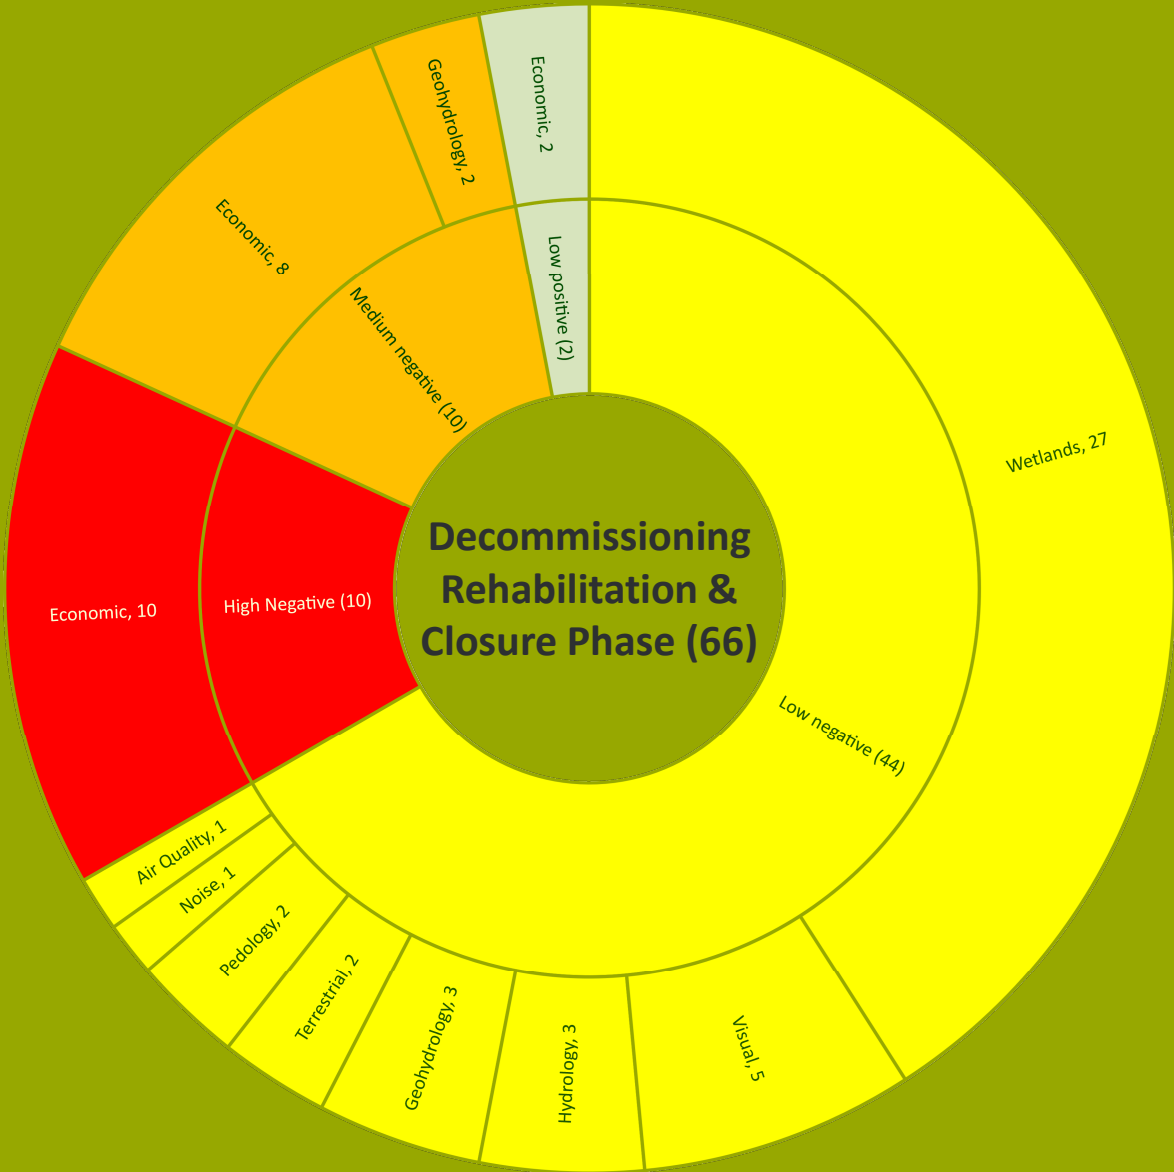 Decommissioning
Rehabilitation &
Closure Phase (66)
Low negative (44)
Wetlands, 27
Visual, 5
Hydrology, 3
Geohydrology, 3
Terrestrial, 2
Pedology, 2
Noise, 1
Air Quality, 1
High Negative (10)
Economic, 10
Medium negative (10)
Economic, 8
Geohydrology, 2
Low positive (2)
Economic, 2